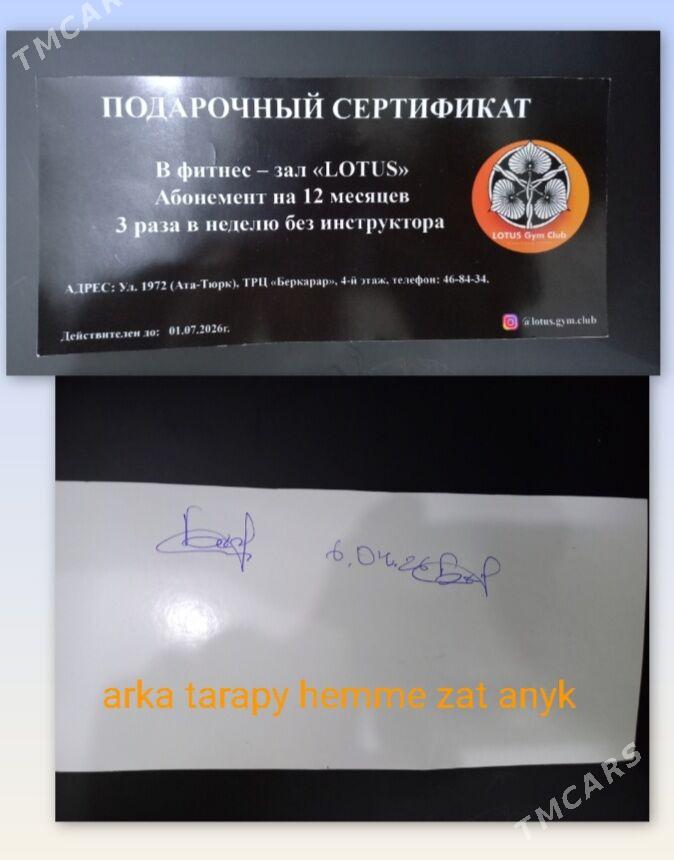 TMCARS
ПОДАРОЧНЫЙ СЕРТИФИКАТ
В фитнес – зал «LOTUS»
Абонемент на 12 месяцев
3 раза в неделю без инструктора
LOTUS Gym Club
АДРЕС: Ул. 1972 (Ата-Тюрк), ТРЦ «Беркарар», 4-й этаж, телефон: 46-84-34.
Действителен до: 01.07.2026г.
@lotus.gym.club
6.04.26
arka tarapy hemme zat anyk
TMCARS